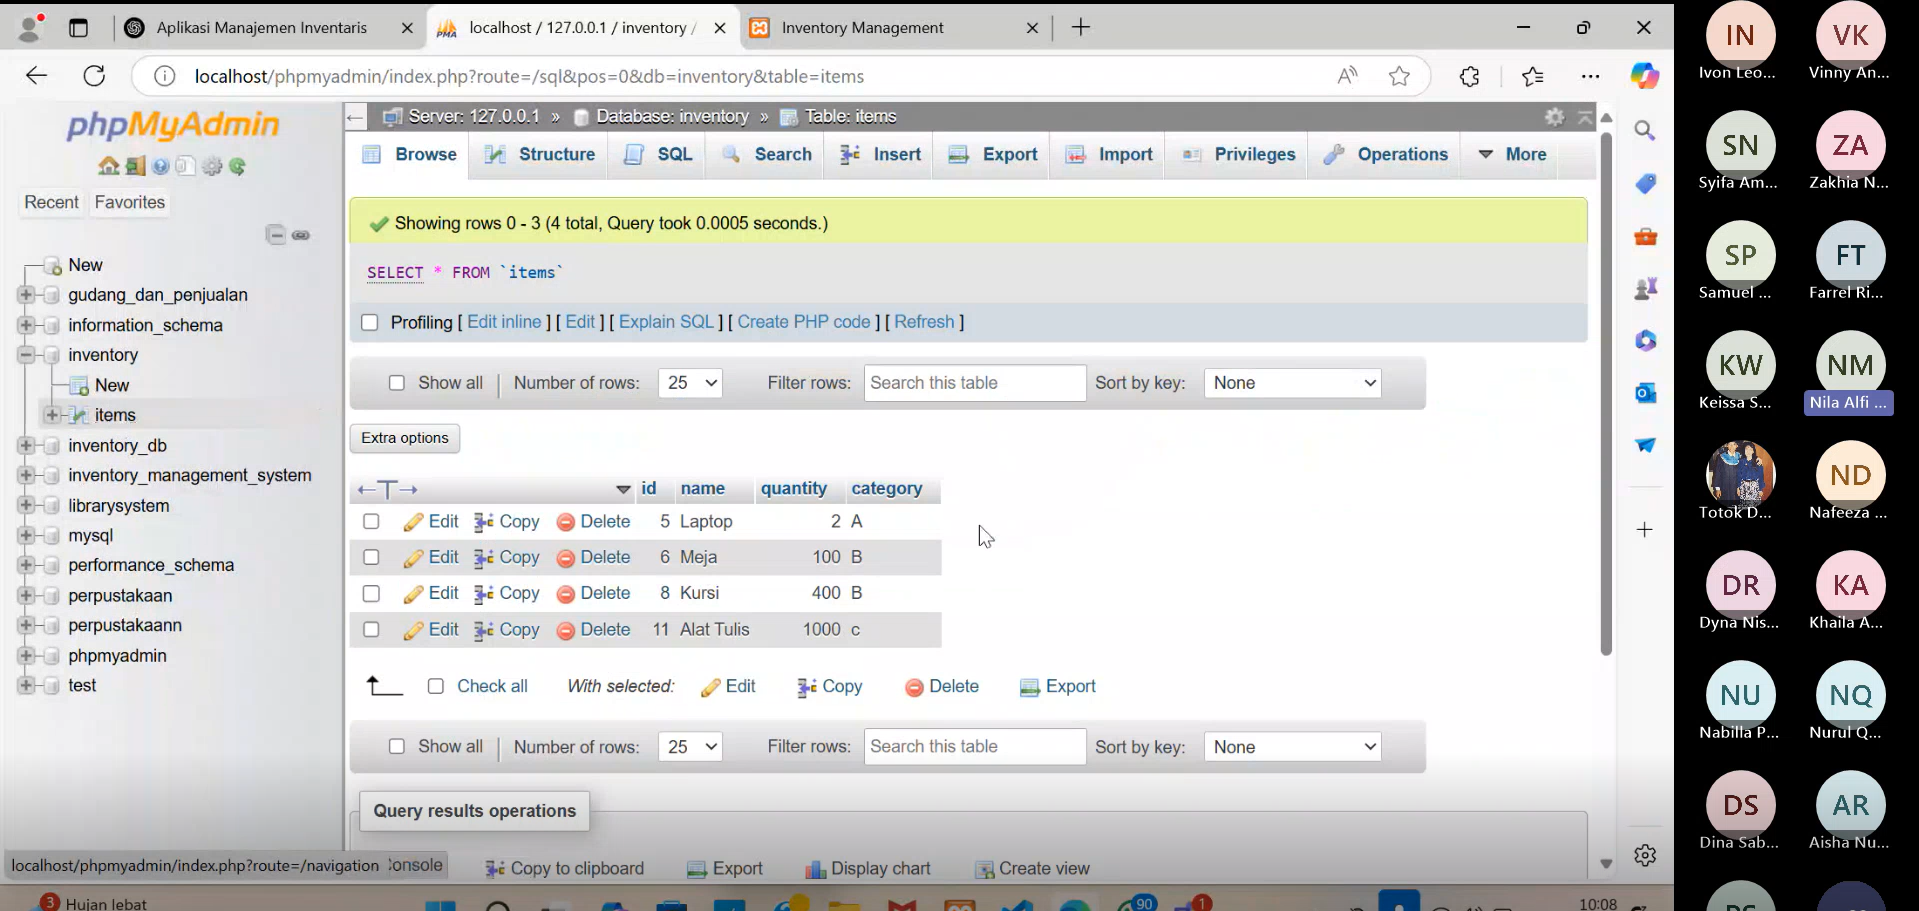 Aplikasi Manajemen Inventaris
localhost / 127.0.0.1 / inventory /
Inventory Management
localhost/phpmyadmin/index.php?route=/sql&pos=0&db=inventory&table=items
phpMyAdmin
Recent Favorites
New
gudang_dan_penjualan
information_schema
inventory
New
items
inventory_db
inventory_management_system
librarysystem
mysql
performance_schema
perpustakaan
perpustakaann
phpmyadmin
test
localhost/phpmyadmin/index.php?route=/navigation
Server: 127.0.0.1 » Database: inventory » Table: items
Browse Structure SQL Search Insert Export Import Privileges Operations More
Showing rows 0 - 3 (4 total, Query took 0.0005 seconds.)
SELECT * FROM `items`
Profiling [ Edit inline ] [ Edit ] [ Explain SQL ] [ Create PHP code ] [ Refresh ]
Show all | Number of rows: 25 Filter rows: Search this table Sort by key: None
Extra options
←T→ id name quantity category
Edit Copy Delete 5 Laptop 2 A
Edit Copy Delete 6 Meja 100 B
Edit Copy Delete 8 Kursi 400 B
Edit Copy Delete 11 Alat Tulis 1000 c
Check all With selected: Edit Copy Delete Export
Show all | Number of rows: 25 Filter rows: Search this table Sort by key: None
Query results operations
Copy to clipboard Export Display chart Create view
3 Hujan lebat
90
1
10:08
IN
Ivon Leo...
VK
Vinny An...
SN
Syifa Am...
ZA
Zakhia N...
SP
Samuel ...
FT
Farrel Ri...
KW
Keissa S...
NM
Nila Alfi ...
Totok D...
ND
Nafeeza ...
DR
Dyna Nis...
KA
Khaila A...
NU
Nabilla P...
NQ
Nurul Q...
DS
Dina Sab...
AR
Aisha Nu...